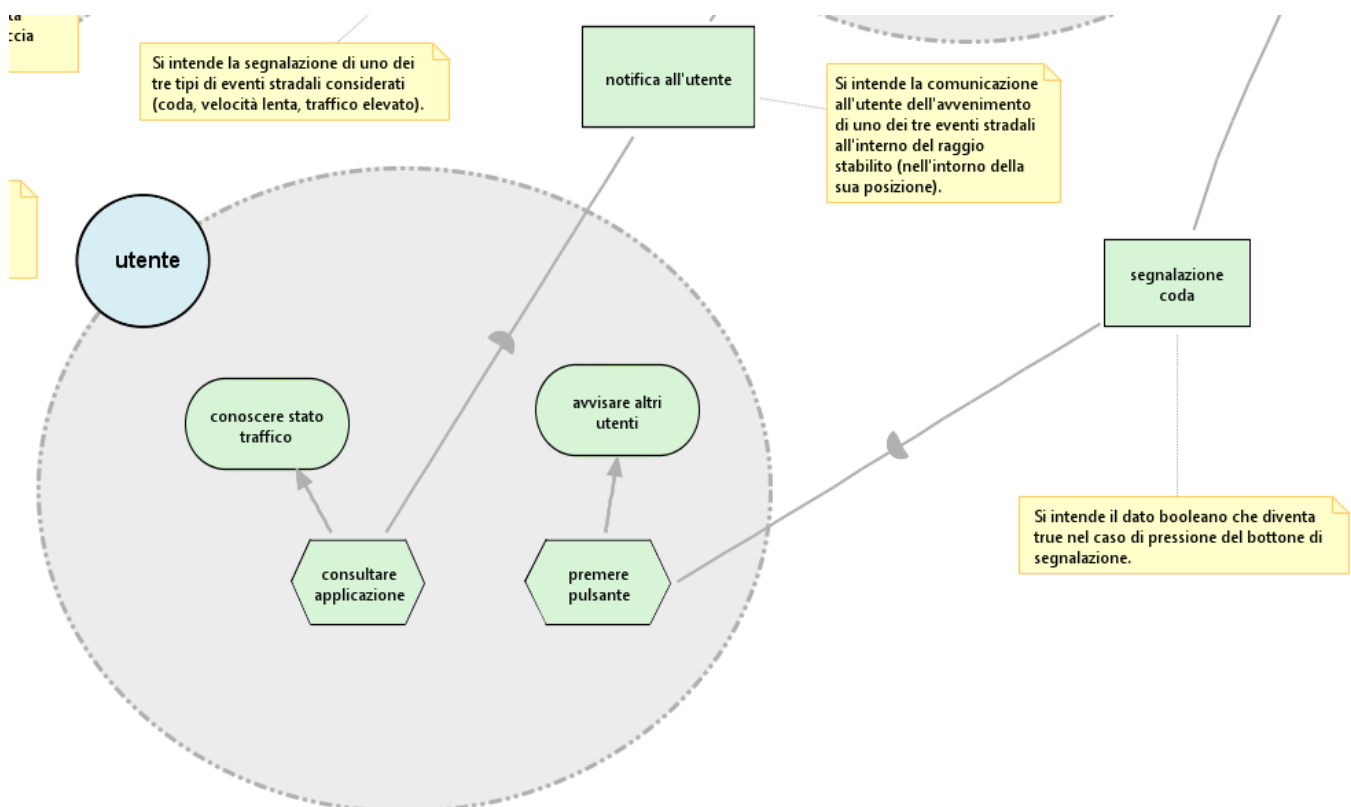 ccia
Si intende la segnalazione di uno dei
tre tipi di eventi stradali considerati
(coda, velocità lenta, traffico elevato).
notifica all'utente
Si intende la comunicazione
all'utente dell'avvenimento
di uno dei tre eventi stradali
all'interno del raggio
stabilito (nell'intorno della
sua posizione).
utente
segnalazione
coda
conoscere stato
traffico
avvisare altri
utenti
Si intende il dato booleano che diventa
true nel caso di pressione del bottone di
segnalazione.
consultare
applicazione
premere
pulsante